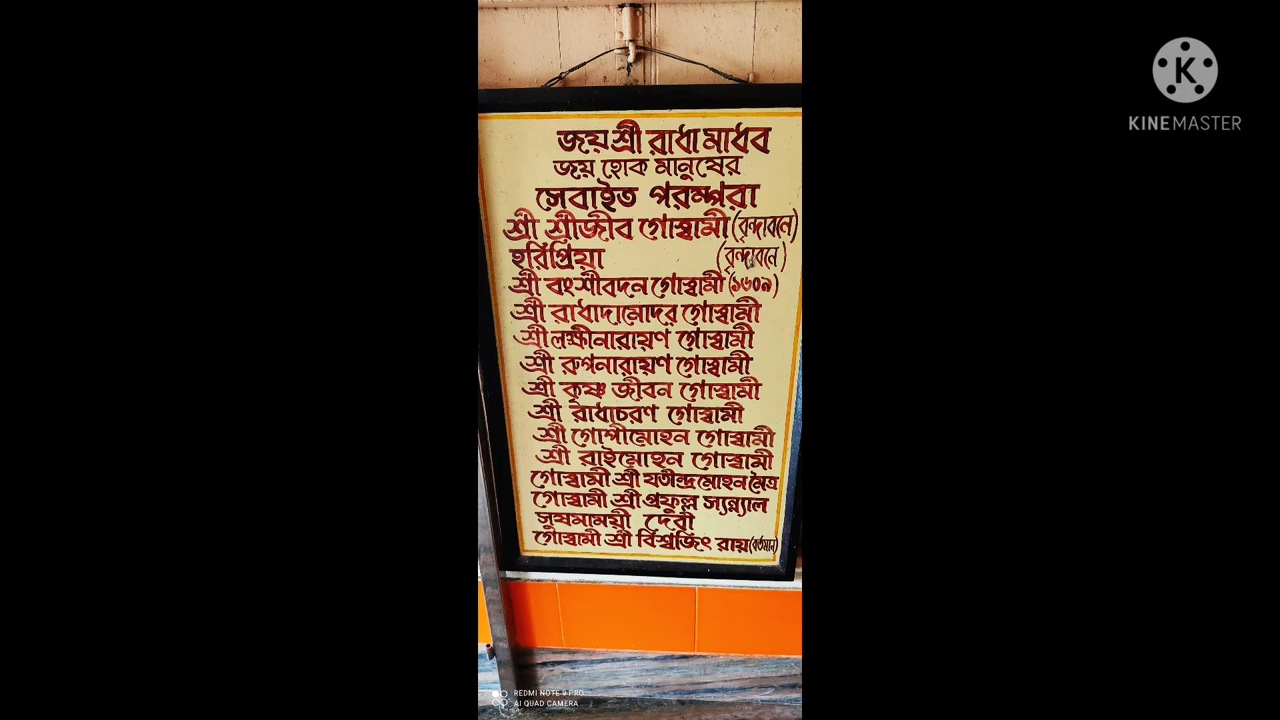 জয় শ্রী রাধা মাধব
জয় হোক মানুষের
সেবাইত পরম্পরা
শ্রী শ্রীজীব গোস্বামী (বৃন্দাবনে)
হরিপ্রিয়া (বৃন্দাবনে)
শ্রী বংশীবদন গোস্বামী (১৬০৯)
শ্রী রাধাদামোদর গোস্বামী
শ্রী লক্ষীনারায়ণ গোস্বামী
শ্রী রুপনারায়ণ গোস্বামী
শ্রী কৃষ্ণ জীবন গোস্বামী
শ্রী রাধাচরণ গোস্বামী
শ্রী গোপীমোহন গোস্বামী
শ্রী রাইমোহন গোস্বামী
গোস্বামী শ্রী যতীন্দ্রমোহন মৈত্র
গোস্বামী শ্রী প্রফুল্ল স্যান্ন্যাল
সুষমাময়ী দেবী
গোস্বামী শ্রী বিশ্বজিৎ রায় (বর্তমান)
K
KINEMASTER
REDMI NOTE 9 PRO
AI QUAD CAMERA